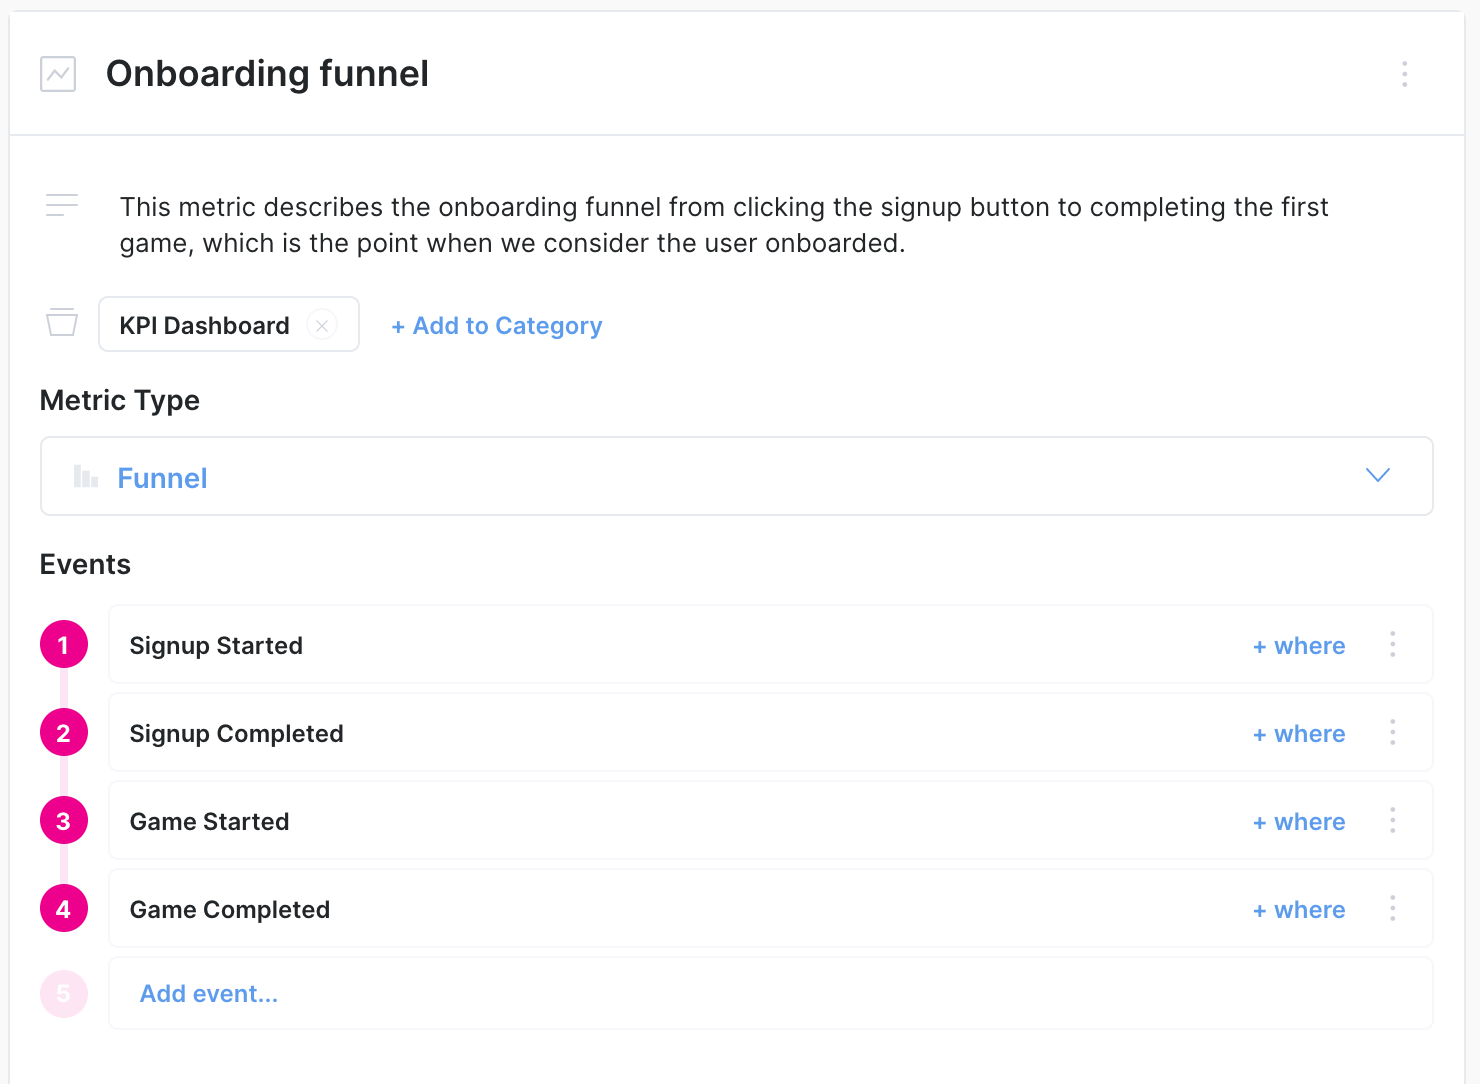 Onboarding funnel
This metric describes the onboarding funnel from clicking the signup button to completing the first
game, which is the point when we consider the user onboarded.
KPI Dashboard + Add to Category
Metric Type
Funnel
Events
1 Signup Started + where
2 Signup Completed + where
3 Game Started + where
4 Game Completed + where
5 Add event...